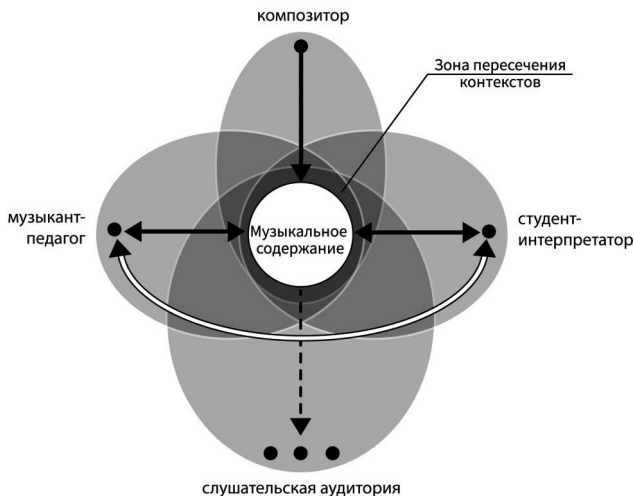 композитор
Зона пересечения
контекстов
музыкант-
педагог
Музыкальное
содержание
студент-
интерпретатор
слушательская аудитория